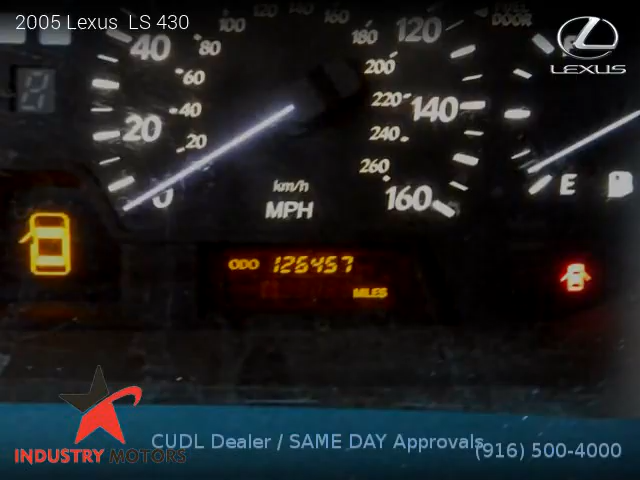 2005 Lexus LS 430
LEXUS
0
20
40
120
140
160
20
40
60
80
100
120
140
160
180
200
220
240
260
km/h
MPH
FUEL
DOOR
F
E
ODO 126457
MILES
INDUSTRY MOTORS
CUDL Dealer / SAME DAY Approvals
(916) 500-4000